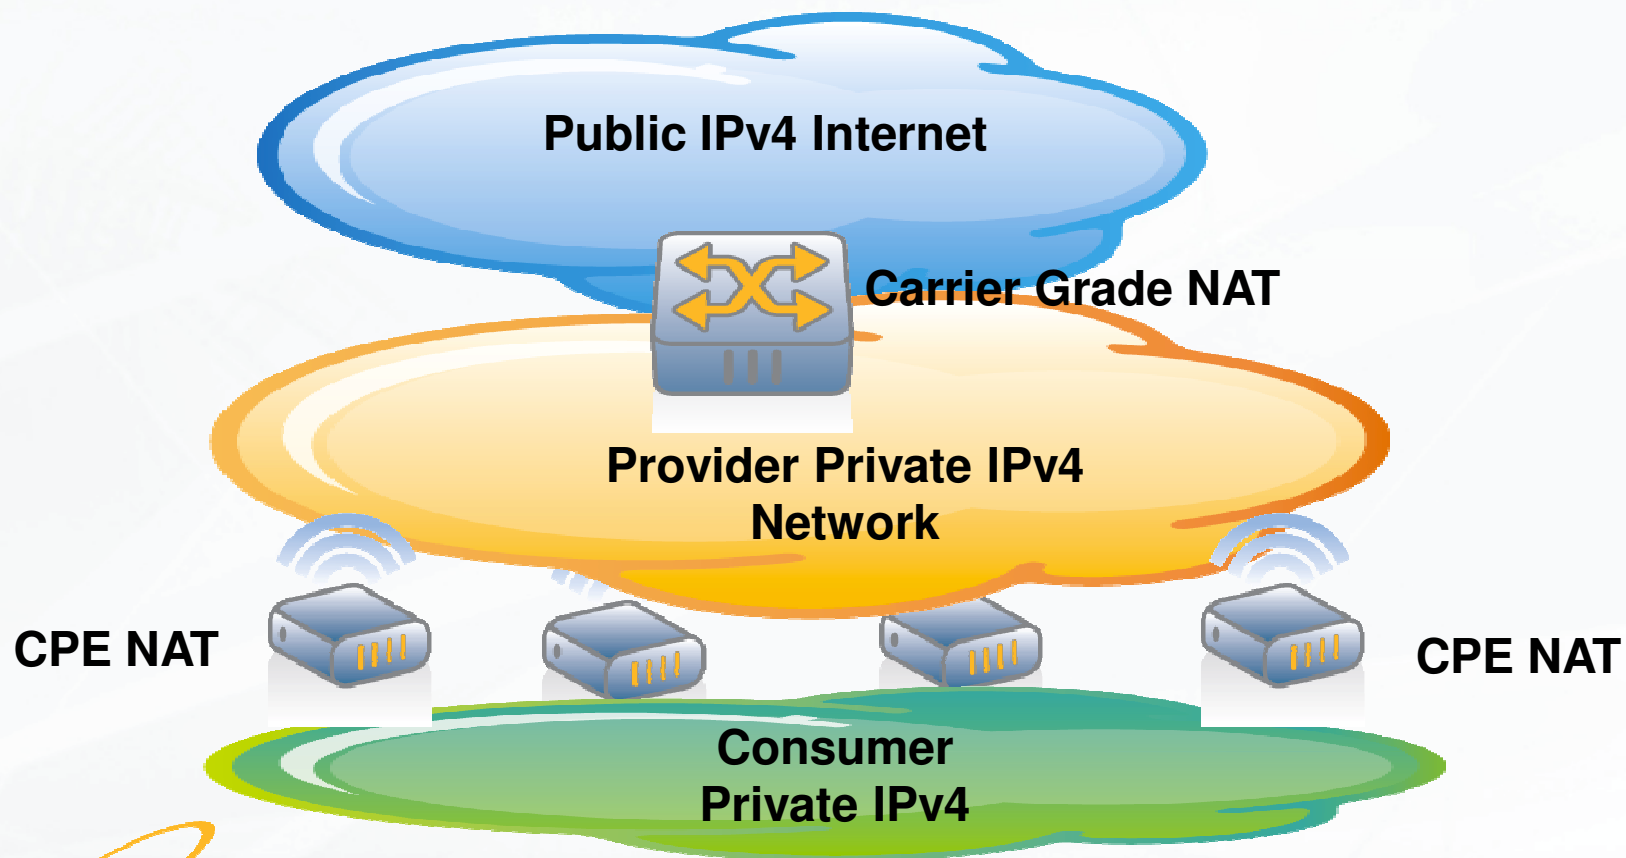 Public IPv4 Internet
Carrier Grade NAT
Provider Private IPv4
Network
CPE NAT
CPE NAT
Consumer
Private IPv4